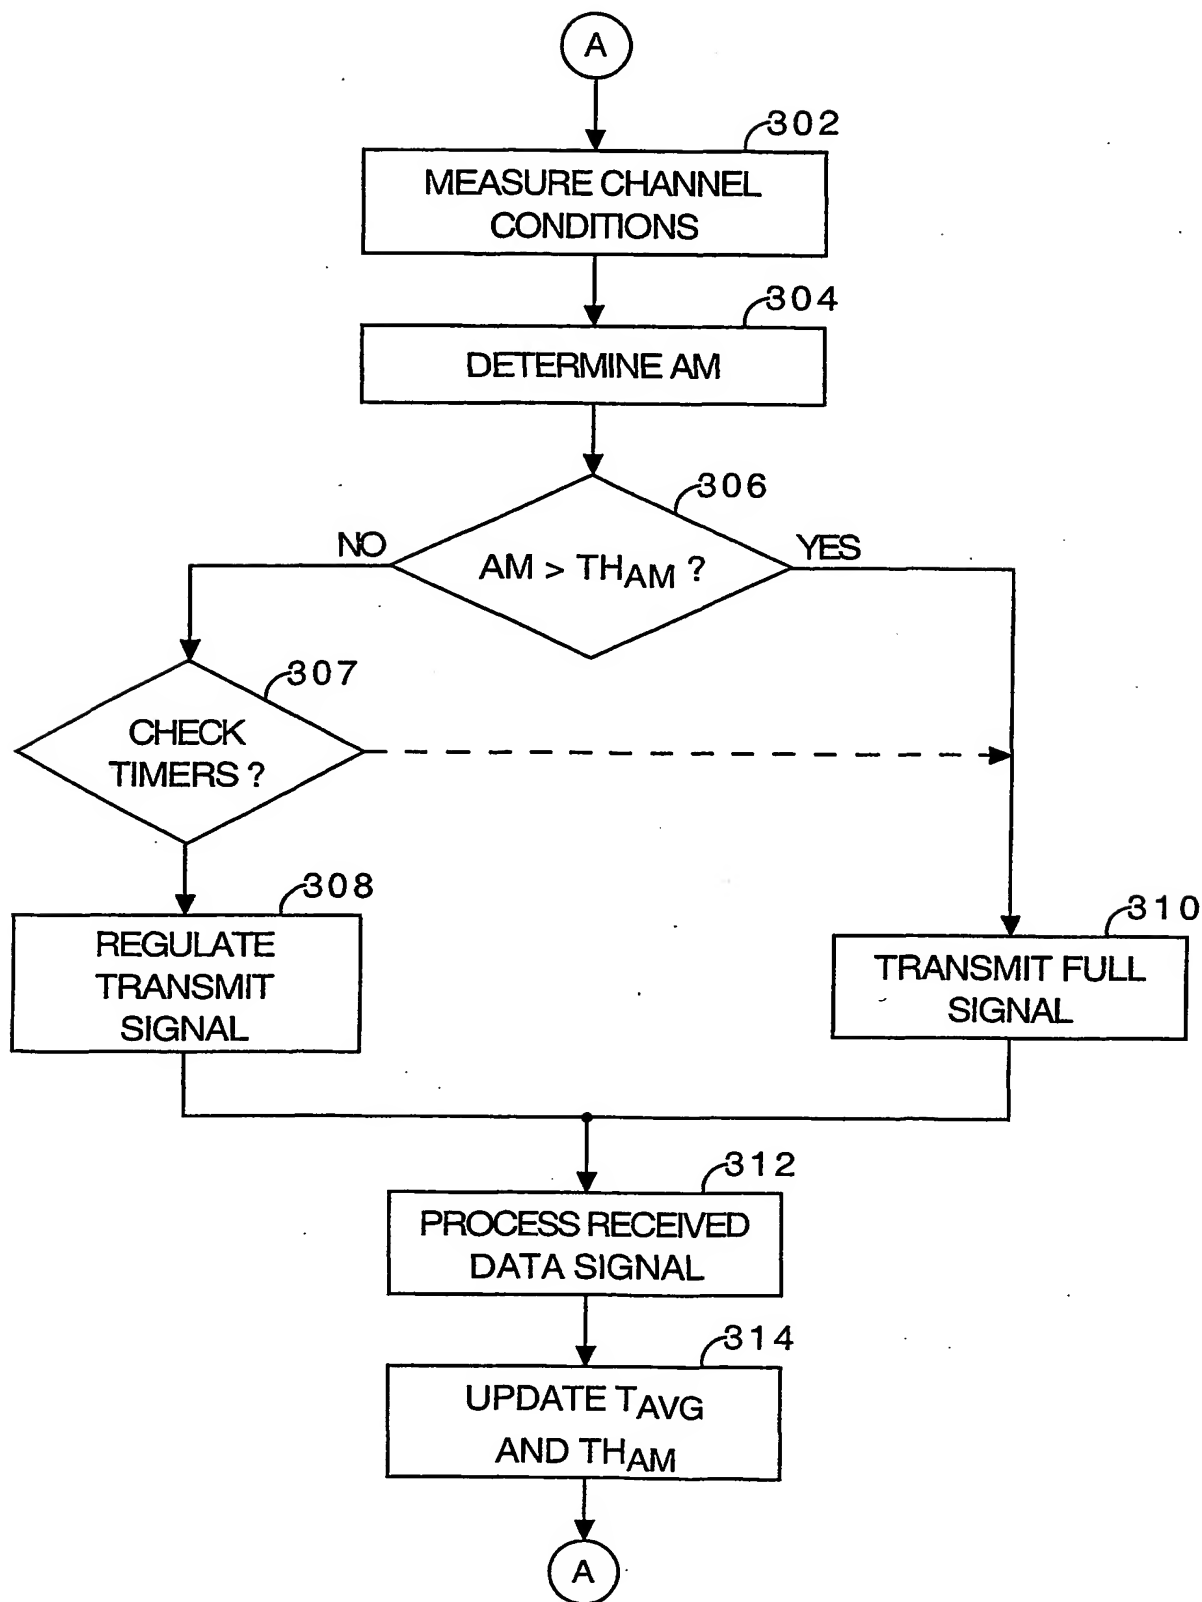 A
302
MEASURE CHANNEL
CONDITIONS
304
DETERMINE AM
306
NO
AM > THAM ?
YES
307
CHECK
TIMERS ?
308
REGULATE
TRANSMIT
SIGNAL
310
TRANSMIT FULL
SIGNAL
312
PROCESS RECEIVED
DATA SIGNAL
314
UPDATE TAVG
AND THAM
A